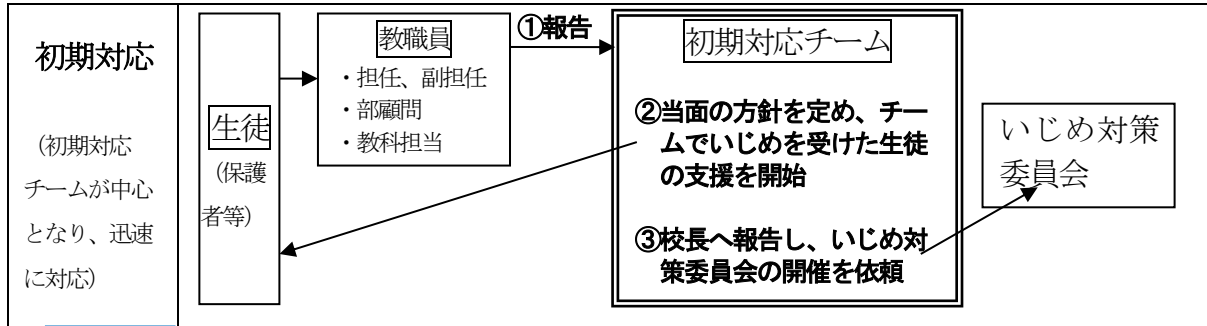 初期対応
(初期対応
チームが中心
となり、迅速
に対応)
生徒
(保護
者等)
教職員
・担任、副担任
・部顧問
・教科担当
①報告
初期対応チーム
②当面の方針を定め、チー
ムでいじめを受けた生徒
の支援を開始
③校長へ報告し、いじめ対
策委員会の開催を依頼
いじめ対策
委員会